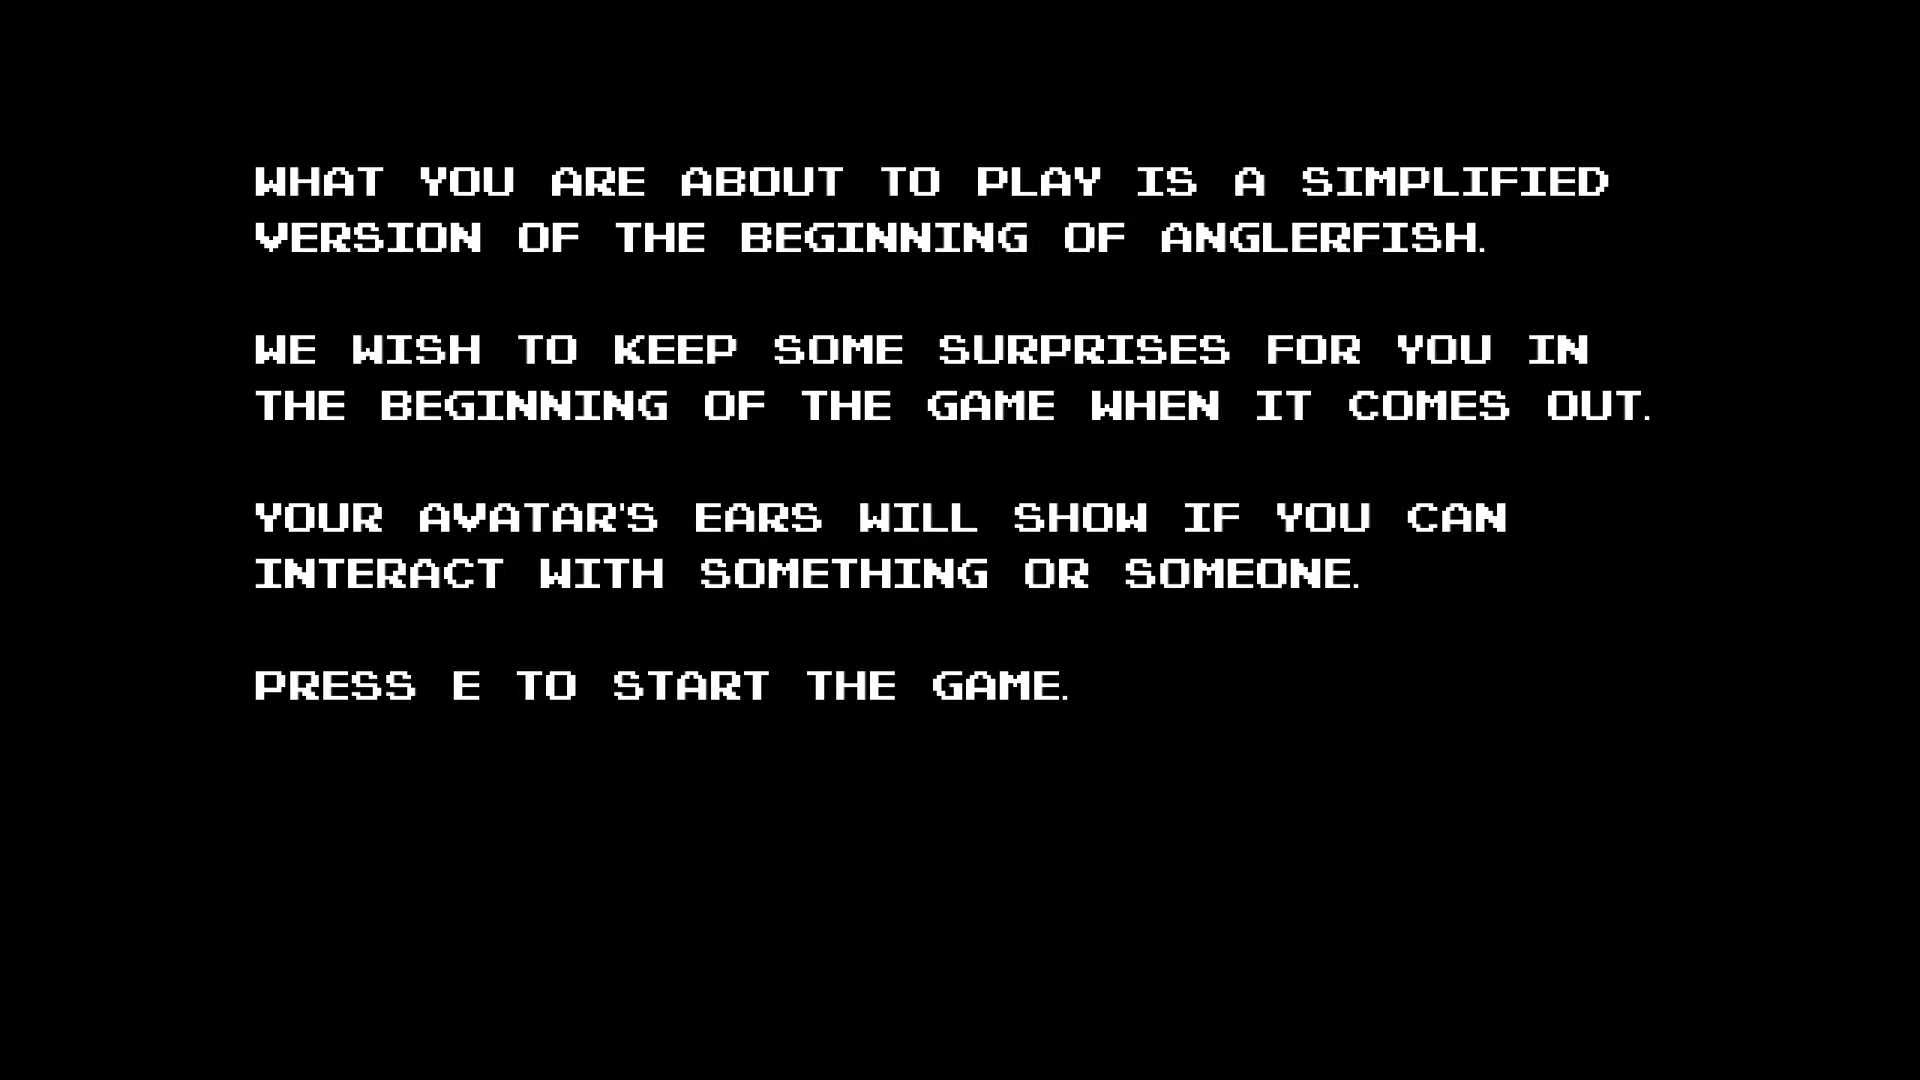 WHAT YOU ARE ABOUT TO PLAY IS A SIMPLIFIED
VERSION OF THE BEGINNING OF ANGLERFISH.
WE WISH TO KEEP SOME SURPRISES FOR YOU IN
THE BEGINNING OF THE GAME WHEN IT COMES OUT.
YOUR AVATAR'S EARS WILL SHOW IF YOU CAN
INTERACT WITH SOMETHING OR SOMEONE.
PRESS E TO START THE GAME.